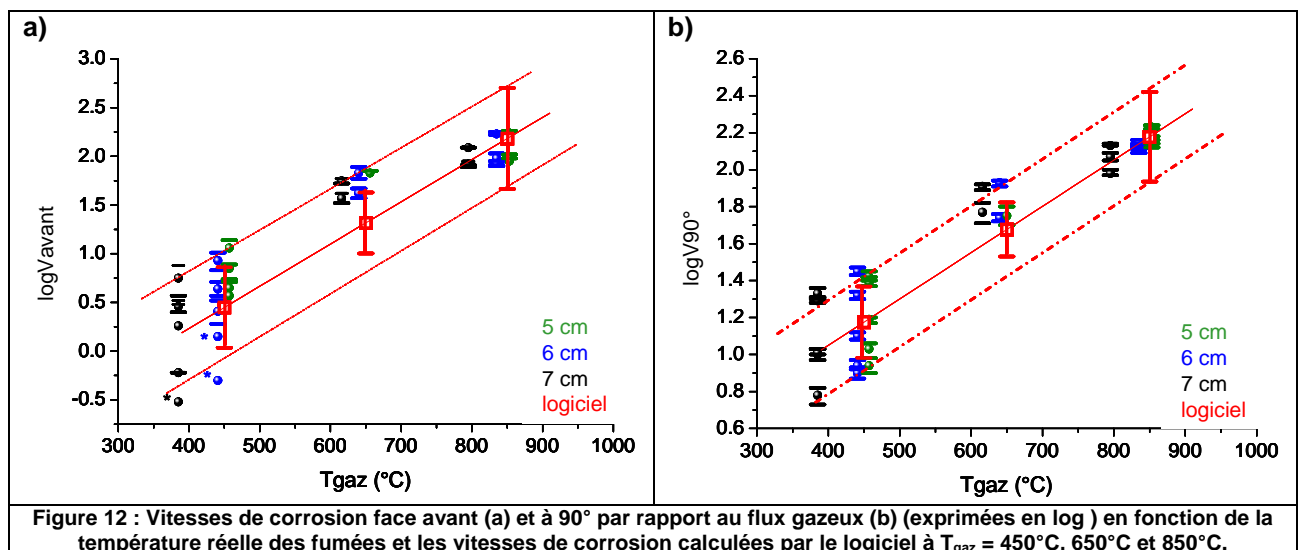 a)
3.0
2.5
2.0
1.5
1.0
0.5
0.0
-0.5
logVavant
*
*
*
5 cm
6 cm
7 cm
logiciel
300 400 500 600 700 800 900 1000
Tgaz (°C)
b)
2.6
2.4
2.2
2.0
1.8
1.6
1.4
1.2
1.0
0.8
0.6
logV90°
5 cm
6 cm
7 cm
logiciel
300 400 500 600 700 800 900 1000
Tgaz (°C)
Figure 12 : Vitesses de corrosion face avant (a) et à 90° par rapport au flux gazeux (b) (exprimées en log ) en fonction de la
température réelle des fumées et les vitesses de corrosion calculées par le logiciel à Tgaz = 450°C, 650°C et 850°C.